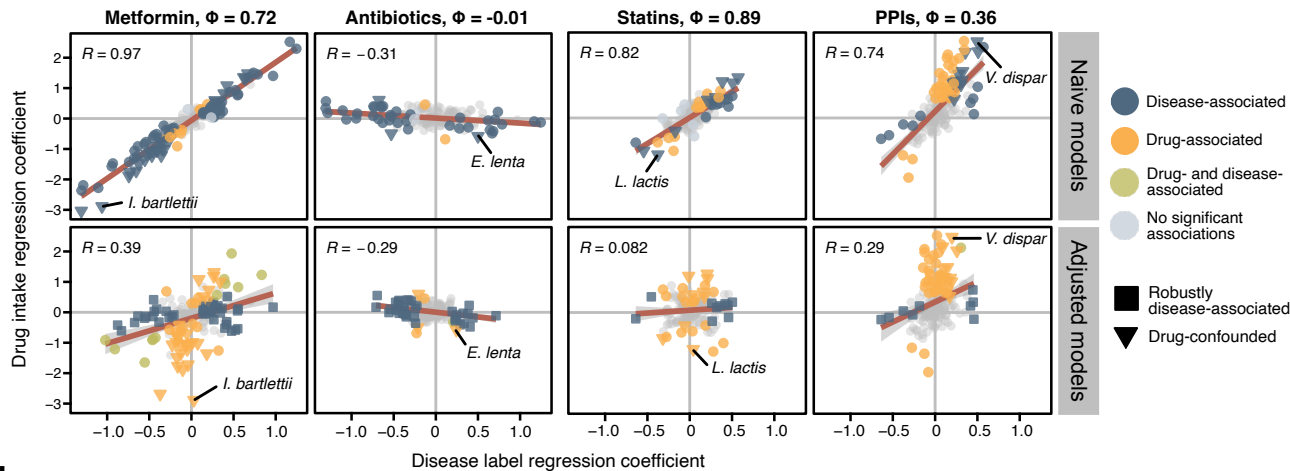 Metformin, Φ = 0.72
Antibiotics, Φ = -0.01
Statins, Φ = 0.89
PPIs, Φ = 0.36
Drug intake regression coefficient
2
1
0
−1
−2
−3
R = 0.97
I. bartlettii
R = −0.31
E. lenta
R = 0.82
L. lactis
R = 0.74
V. dispar
Naive models
2
1
0
−1
−2
−3
R = 0.39
I. bartlettii
R = −0.29
E. lenta
R = 0.082
L. lactis
R = 0.29
V. dispar
Adjusted models
−1.0 −0.5 0 0.5 1.0
−1.0 −0.5 0 0.5 1.0
−1.0 −0.5 0 0.5 1.0
−1.0 −0.5 0 0.5 1.0
Disease label regression coefficient
Disease-associated
Drug-associated
Drug- and disease-
associated
No significant
associations
Robustly
disease-associated
Drug-confounded